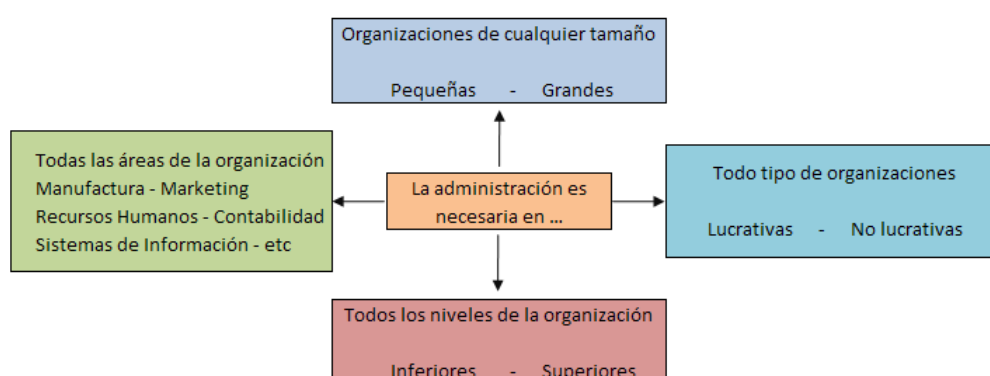 Organizaciones de cualquier tamaño
Pequeñas - Grandes
Todas las áreas de la organización
Manufactura - Marketing
Recursos Humanos - Contabilidad
Sistemas de Información - etc
La administración es
necesaria en ...
Todo tipo de organizaciones
Lucrativas - No lucrativas
Todos los niveles de la organización
Inferiores - Superiores